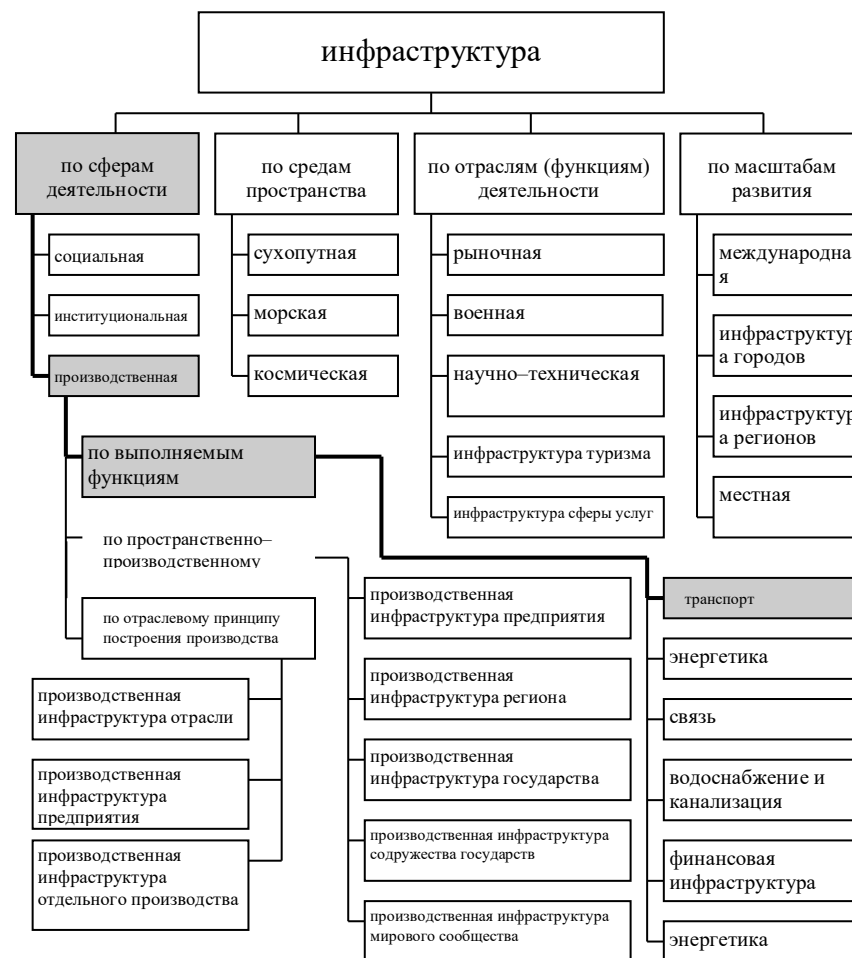 инфраструктура
по сферам
деятельности
социальная
институциональная
производственная
по средам
пространства
сухопутная
морская
космическая
по отраслям (функциям)
деятельности
рыночная
военная
научно–техническая
инфраструктура туризма
инфраструктура сферы услуг
по масштабам
развития
международна
я
инфраструктур
а городов
инфраструктур
а регионов
местная
по выполняемым
функциям
по пространственно–
производственному
по отраслевому принципу
построения производства
производственная
инфраструктура отрасли
производственная
инфраструктура
предприятия
производственная
инфраструктура
отдельного производства
производственная
инфраструктура предприятия
производственная
инфраструктура региона
производственная
инфраструктура государства
производственная инфраструктура
содружества государств
производственная инфраструктура
мирового сообщества
транспорт
энергетика
связь
водоснабжение и
канализация
финансовая
инфраструктура
энергетика